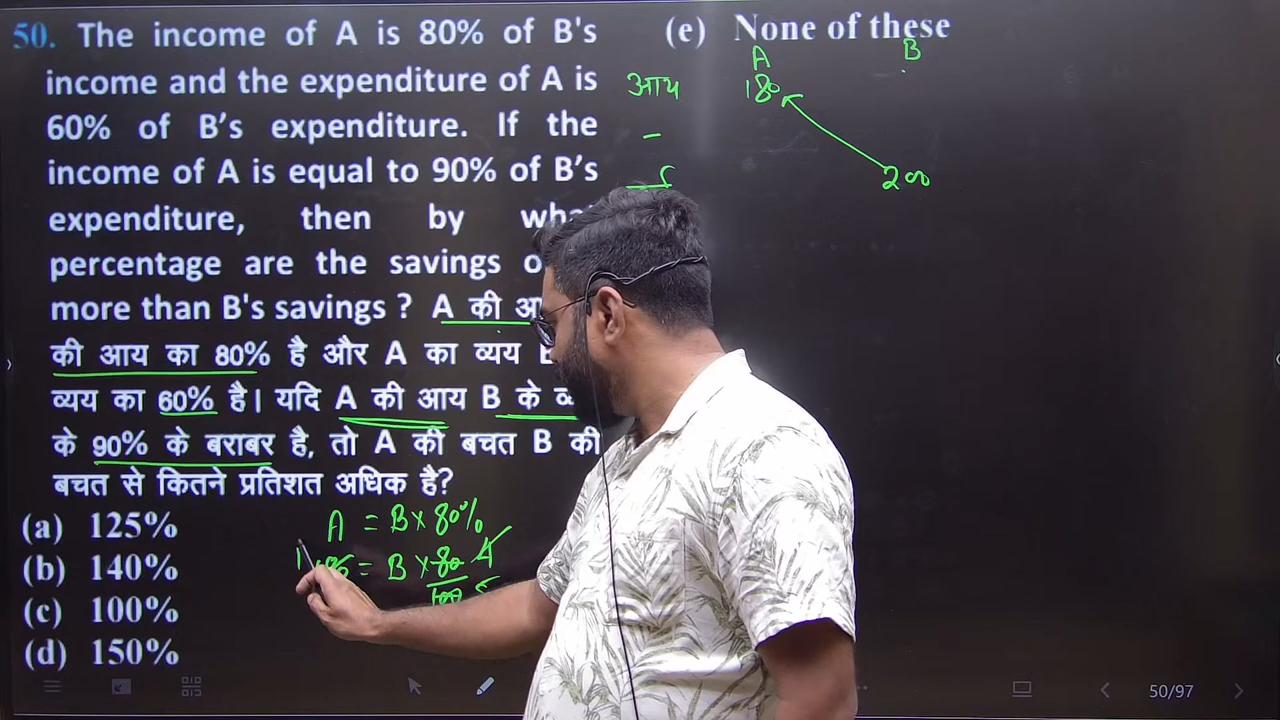 50. The income of A is 80% of B's
income and the expenditure of A is
60% of B's expenditure. If the
income of A is equal to 90% of B's
expenditure, then by
percentage are the savings
more than B's savings ? A की
की आय का 80% है और A का व्यय
व्यय का 60% है। यदि A की आय B के
के 90% के बराबर है, तो A की बचत B की
बचत से कितने प्रतिशत अधिक है?
(a) 125%
(b) 140%
(c) 100%
(d) 150%
(e) None of these
A B
आय 180
-
200
A = B × 80%
= B × 80 4
100
50/97